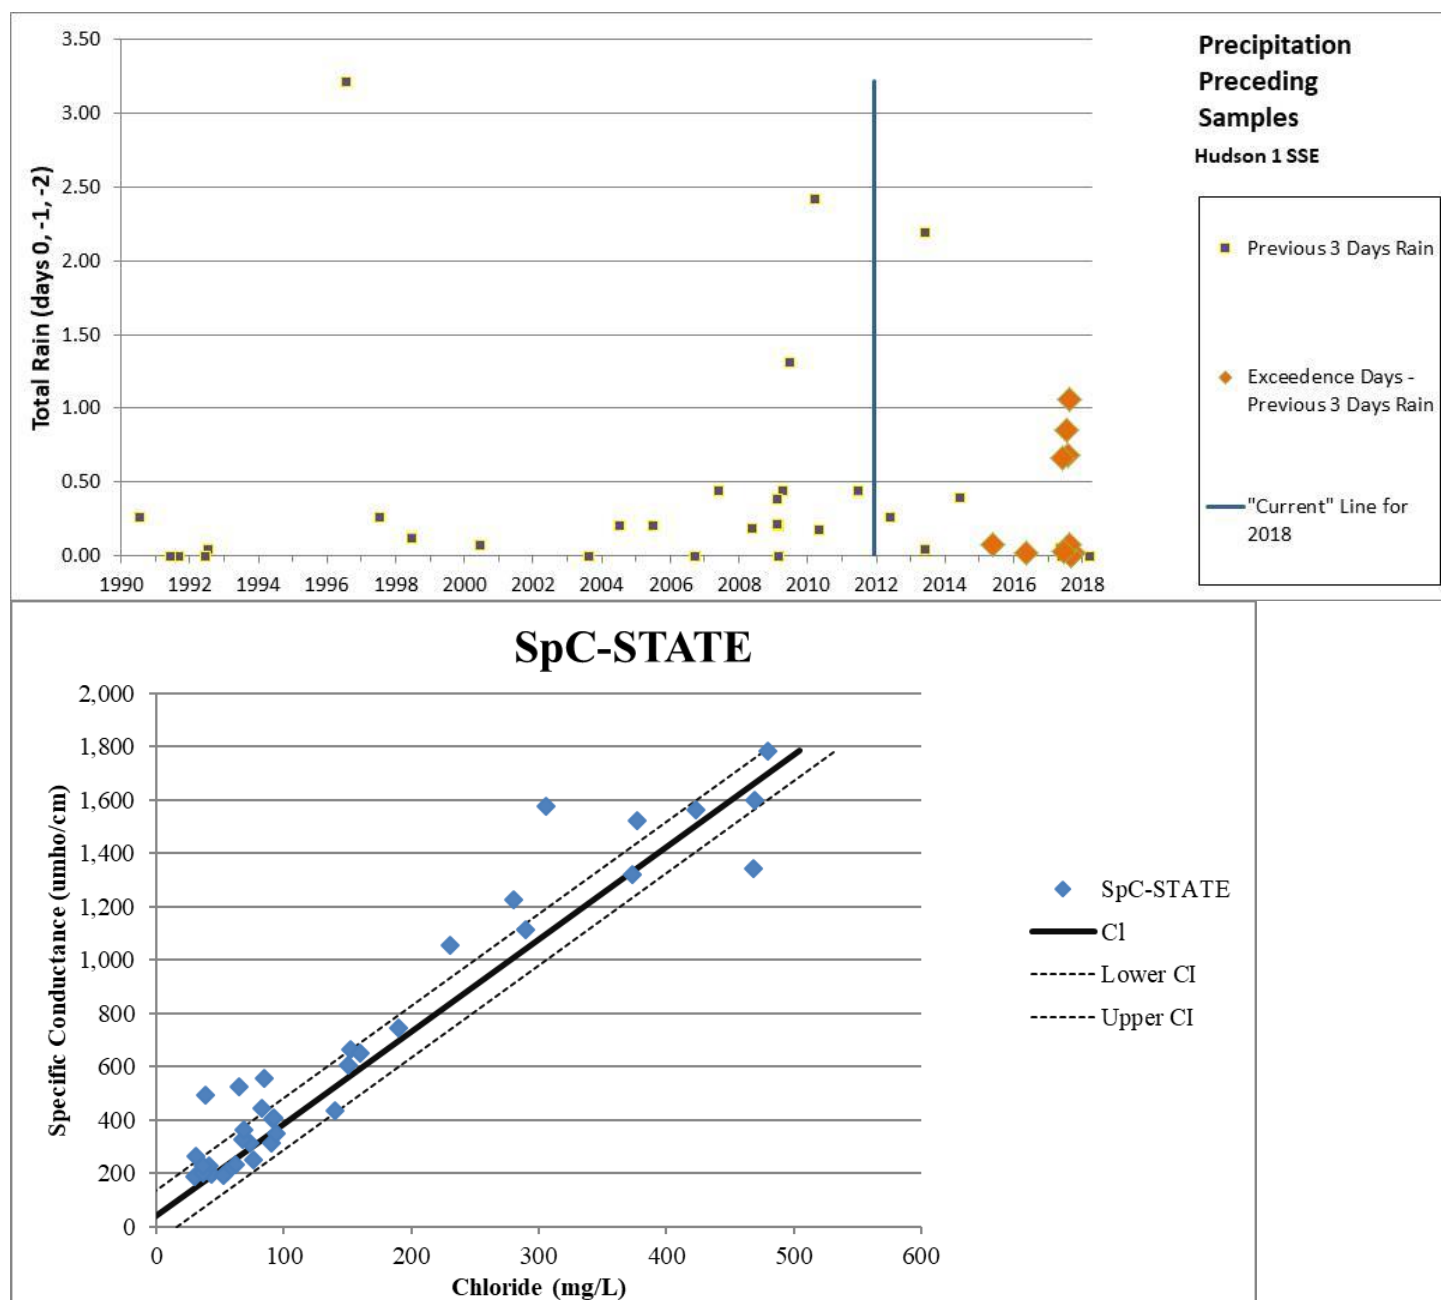 3.50
3.00
2.50
2.00
1.50
1.00
0.50
0.00
Total Rain (days 0, -1, -2)
1990 1992 1994 1996 1998 2000 2002 2004 2006 2008 2010 2012 2014 2016 2018
Precipitation
Preceding
Samples
Hudson 1 SSE
Previous 3 Days Rain
Exceedence Days -
Previous 3 Days Rain
"Current" Line for
2018
SpC-STATE
2,000
1,800
1,600
1,400
1,200
1,000
800
600
400
200
0
Specific Conductance (umho/cm)
0 100 200 300 400 500 600
Chloride (mg/L)
SpC-STATE
Cl
Lower CI
Upper CI